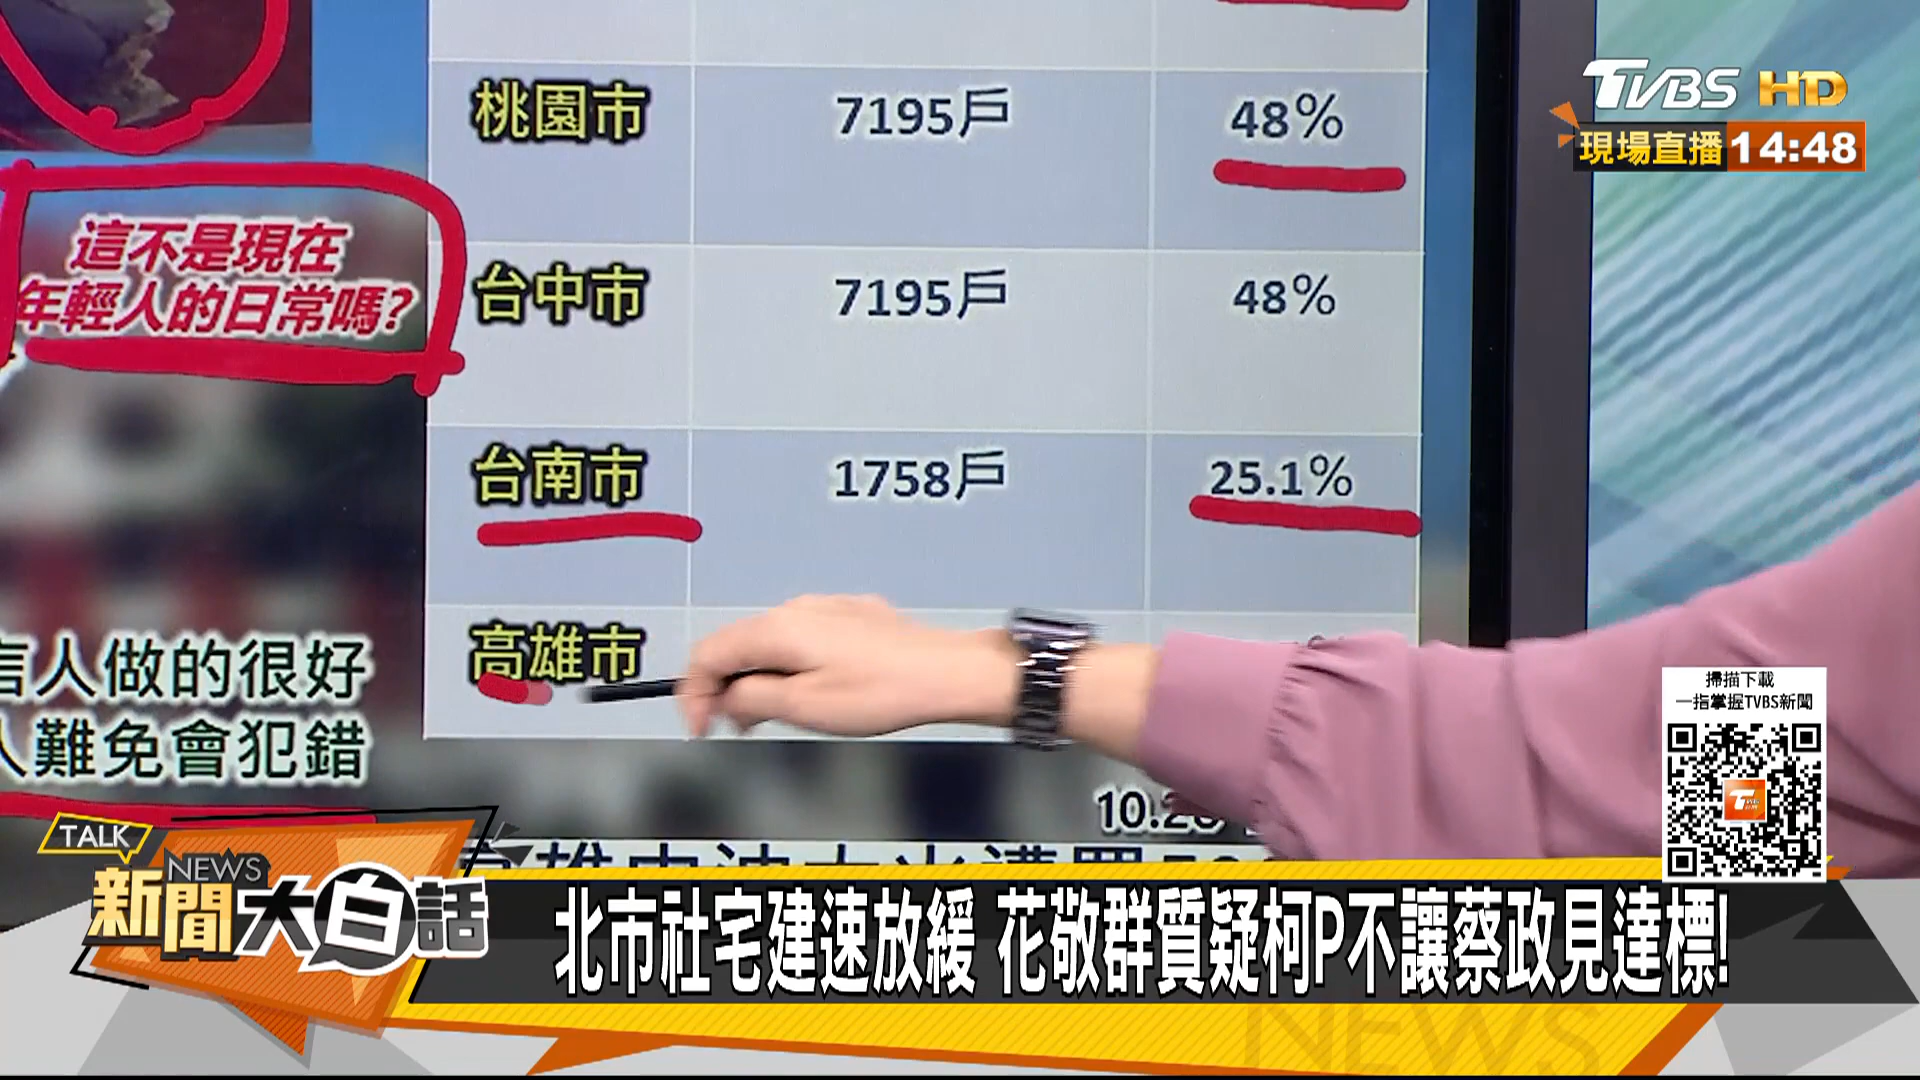 TVBS HD
現場直播 14:48
桃園市 7195戶 48%
台中市 7195戶 48%
台南市 1758戶 25.1%
高雄市
這不是現在
年輕人的日常嗎?
人做的很好
人難免會犯錯
掃描下載
一指掌握TVBS新聞
TALK
NEWS
新聞大白話
北市社宅建速放緩 花敬群質疑柯P不讓蔡政見達標!
NEWS